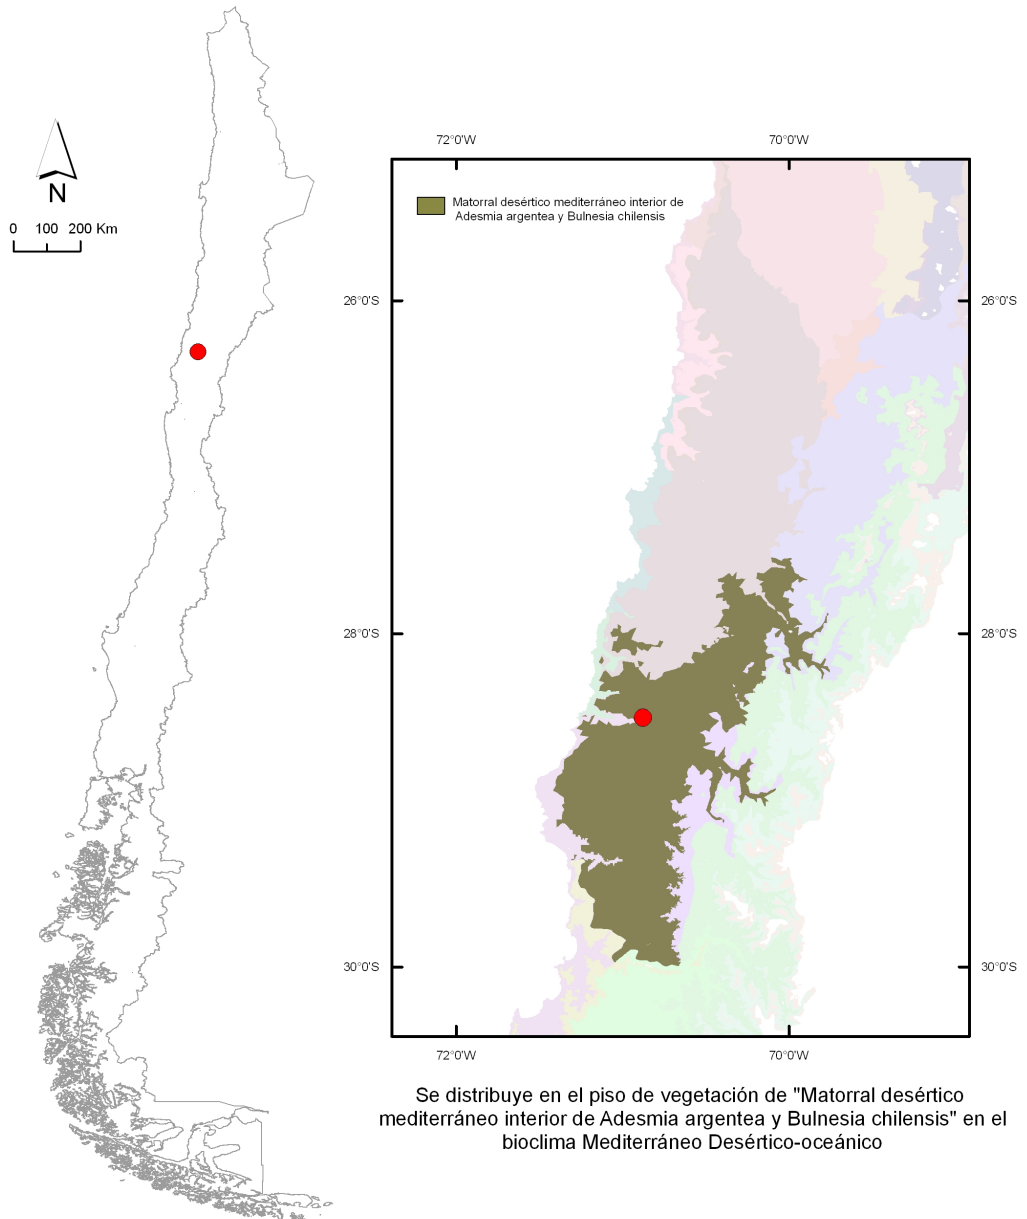 72°0'W 70°0'W
N
Matorral desértico mediterráneo interior de
Adesmia argentea y Bulnesia chilensis
0 100 200 Km
26°0'S 26°0'S
28°0'S 28°0'S
30°0'S 30°0'S
72°0'W 70°0'W
Se distribuye en el piso de vegetación de "Matorral desértico
mediterráneo interior de Adesmia argentea y Bulnesia chilensis" en el
bioclima Mediterráneo Desértico-oceánico